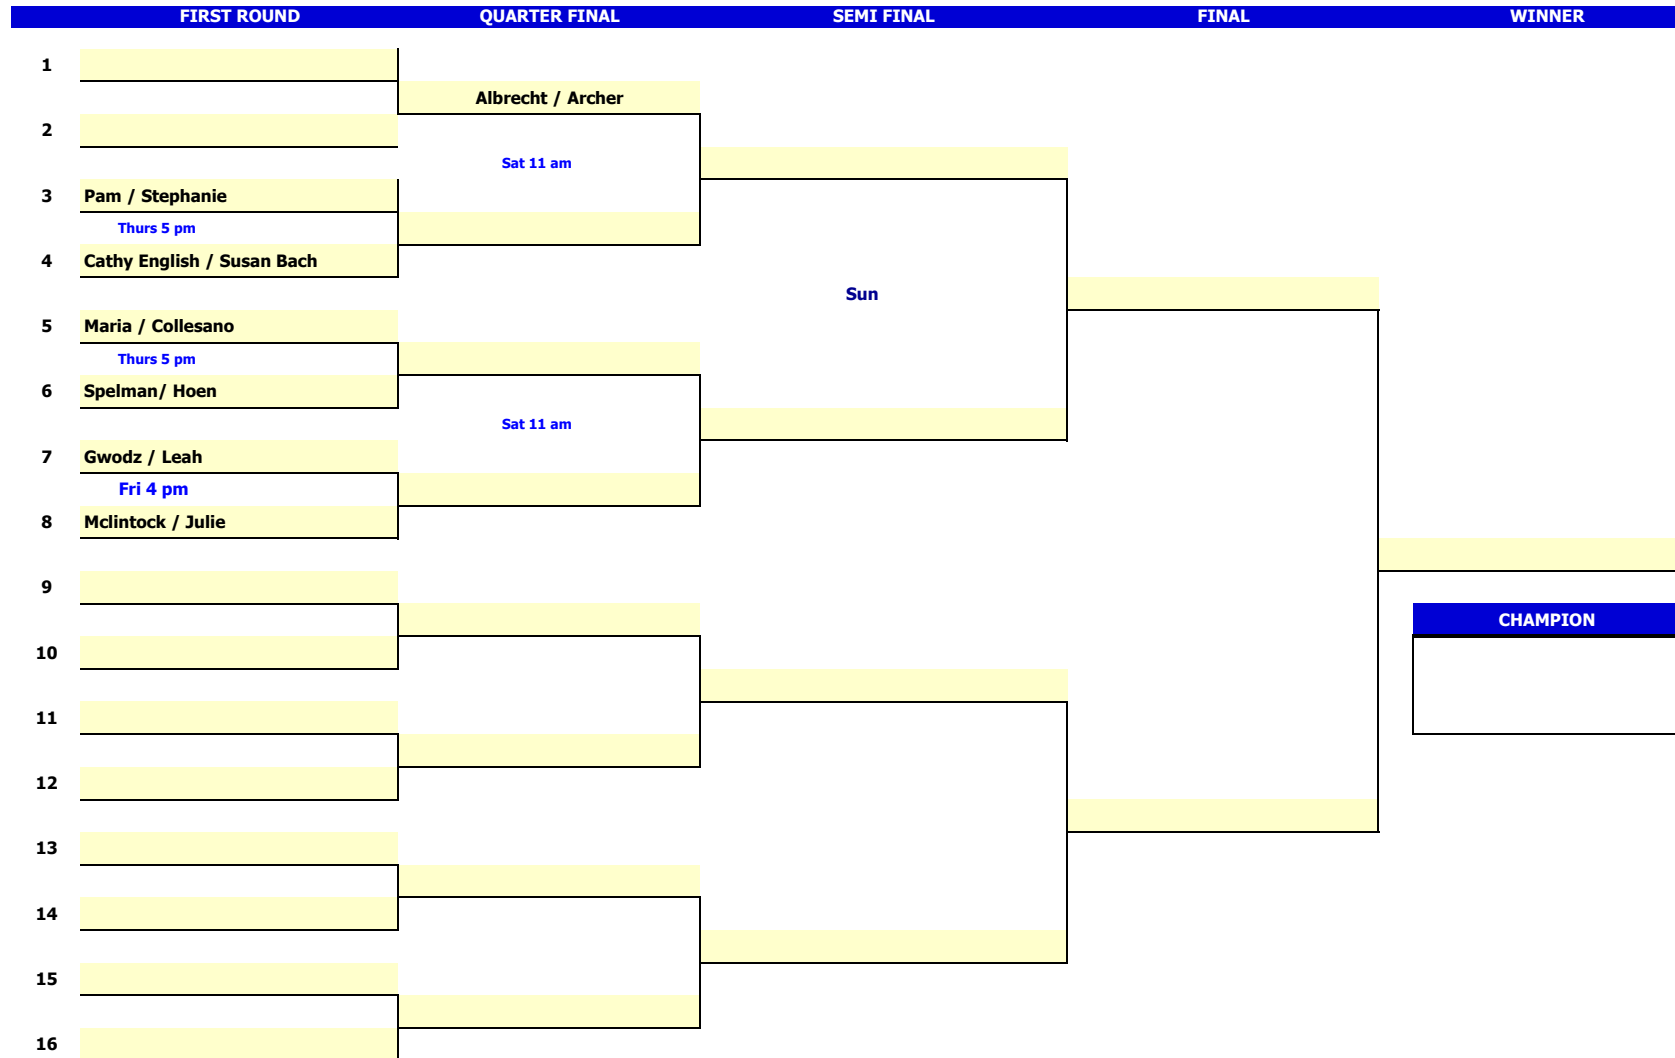 FIRST ROUND QUARTER FINAL SEMI FINAL FINAL WINNER
1
Albrecht / Archer
2
Sat 11 am
3 Pam / Stephanie
Thurs 5 pm
4 Cathy English / Susan Bach
Sun
5 Maria / Collesano
Thurs 5 pm
6 Spelman/ Hoen
Sat 11 am
7 Gwodz / Leah
Fri 4 pm
8 Mclintock / Julie
9
CHAMPION
10
11
12
13
14
15
16